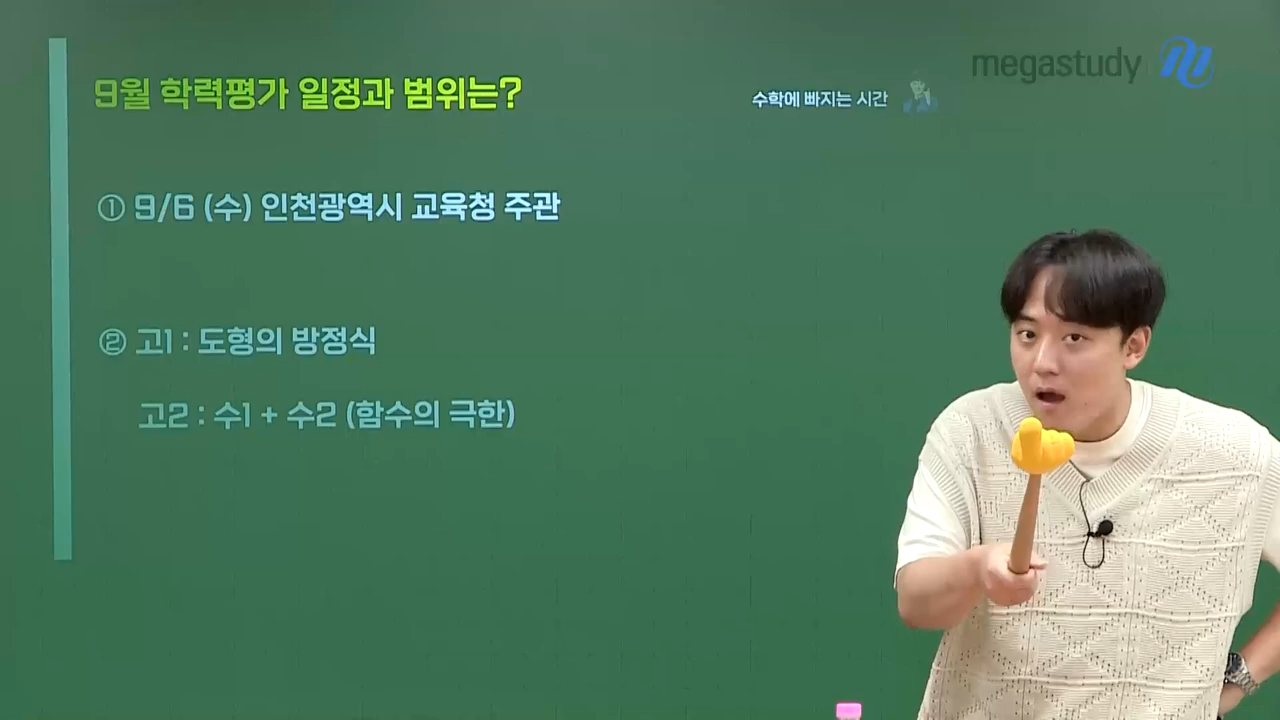 megastudy
9월 학력평가 일정과 범위는?
수학에 빠지는 시간
① 9/6 (수) 인천광역시 교육청 주관
② 고1 : 도형의 방정식
고2 : 수1 + 수2 (함수의 극한)